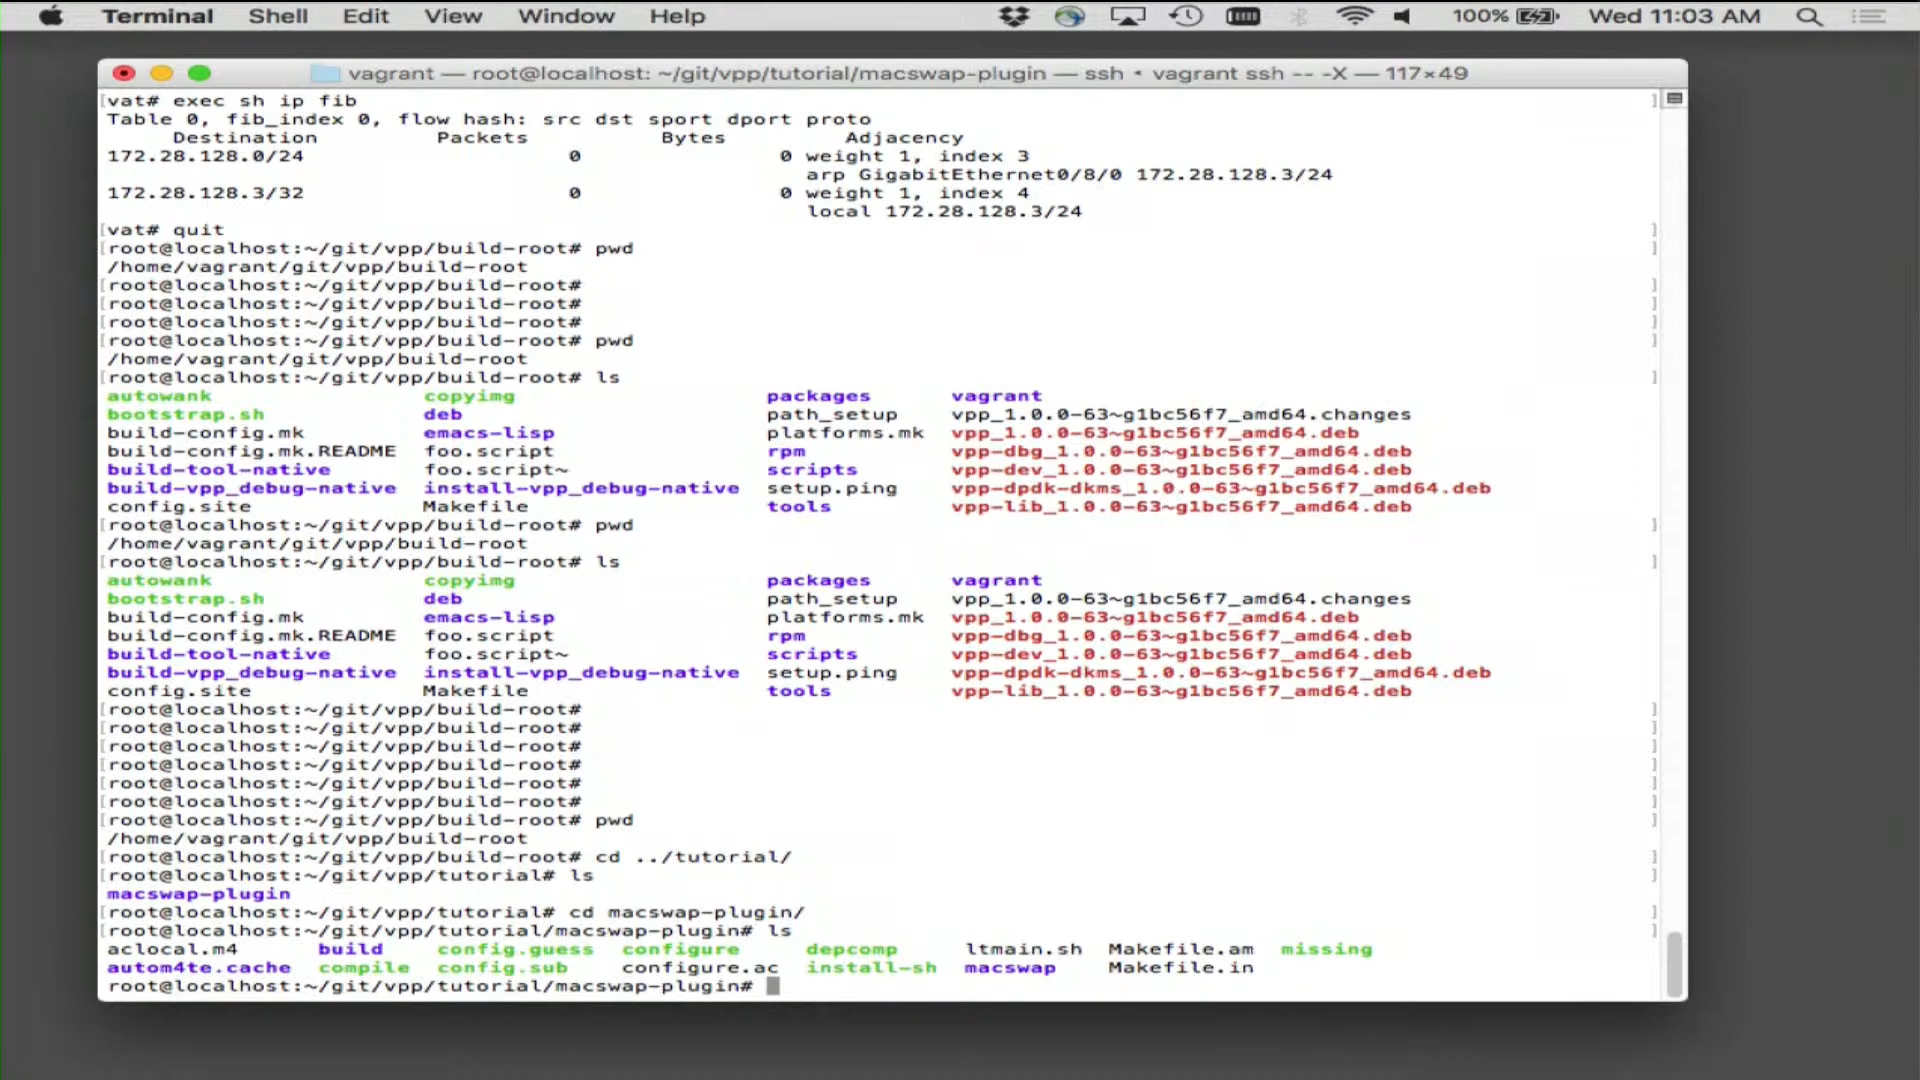 Terminal Shell Edit View Window Help 100% Wed 11:03 AM
vagrant — root@localhost: ~/git/vpp/tutorial/macswap-plugin — ssh • vagrant ssh -- -X — 117×49
[vat# exec sh ip fib ]
Table 0, fib_index 0, flow hash: src dst sport dport proto
Destination Packets Bytes Adjacency
172.28.128.0/24 0 0 weight 1, index 3
arp GigabitEthernet0/8/0 172.28.128.3/24
172.28.128.3/32 0 0 weight 1, index 4
local 172.28.128.3/24
[vat# quit ]
[root@localhost:~/git/vpp/build-root# pwd ]
/home/vagrant/git/vpp/build-root
[root@localhost:~/git/vpp/build-root# ]
[root@localhost:~/git/vpp/build-root# ]
[root@localhost:~/git/vpp/build-root# ]
[root@localhost:~/git/vpp/build-root# pwd ]
/home/vagrant/git/vpp/build-root
[root@localhost:~/git/vpp/build-root# ls ]
autowank copyimg packages vagrant
bootstrap.sh deb path_setup vpp_1.0.0-63~g1bc56f7_amd64.changes
build-config.mk emacs-lisp platforms.mk vpp_1.0.0-63~g1bc56f7_amd64.deb
build-config.mk.README foo.script rpm vpp-dbg_1.0.0-63~g1bc56f7_amd64.deb
build-tool-native foo.script~ scripts vpp-dev_1.0.0-63~g1bc56f7_amd64.deb
build-vpp_debug-native install-vpp_debug-native setup.ping vpp-dpdk-dkms_1.0.0-63~g1bc56f7_amd64.deb
config.site Makefile tools vpp-lib_1.0.0-63~g1bc56f7_amd64.deb
[root@localhost:~/git/vpp/build-root# pwd ]
/home/vagrant/git/vpp/build-root
[root@localhost:~/git/vpp/build-root# ls ]
autowank copyimg packages vagrant
bootstrap.sh deb path_setup vpp_1.0.0-63~g1bc56f7_amd64.changes
build-config.mk emacs-lisp platforms.mk vpp_1.0.0-63~g1bc56f7_amd64.deb
build-config.mk.README foo.script rpm vpp-dbg_1.0.0-63~g1bc56f7_amd64.deb
build-tool-native foo.script~ scripts vpp-dev_1.0.0-63~g1bc56f7_amd64.deb
build-vpp_debug-native install-vpp_debug-native setup.ping vpp-dpdk-dkms_1.0.0-63~g1bc56f7_amd64.deb
config.site Makefile tools vpp-lib_1.0.0-63~g1bc56f7_amd64.deb
[root@localhost:~/git/vpp/build-root# ]
[root@localhost:~/git/vpp/build-root# ]
[root@localhost:~/git/vpp/build-root# ]
[root@localhost:~/git/vpp/build-root# ]
[root@localhost:~/git/vpp/build-root# ]
[root@localhost:~/git/vpp/build-root# ]
[root@localhost:~/git/vpp/build-root# pwd ]
/home/vagrant/git/vpp/build-root
[root@localhost:~/git/vpp/build-root# cd ../tutorial/ ]
[root@localhost:~/git/vpp/tutorial# ls ]
macswap-plugin
[root@localhost:~/git/vpp/tutorial# cd macswap-plugin/ ]
[root@localhost:~/git/vpp/tutorial/macswap-plugin# ls ]
aclocal.m4 build config.guess configure depcomp ltmain.sh Makefile.am missing
autom4te.cache compile config.sub configure.ac install-sh macswap Makefile.in
root@localhost:~/git/vpp/tutorial/macswap-plugin#